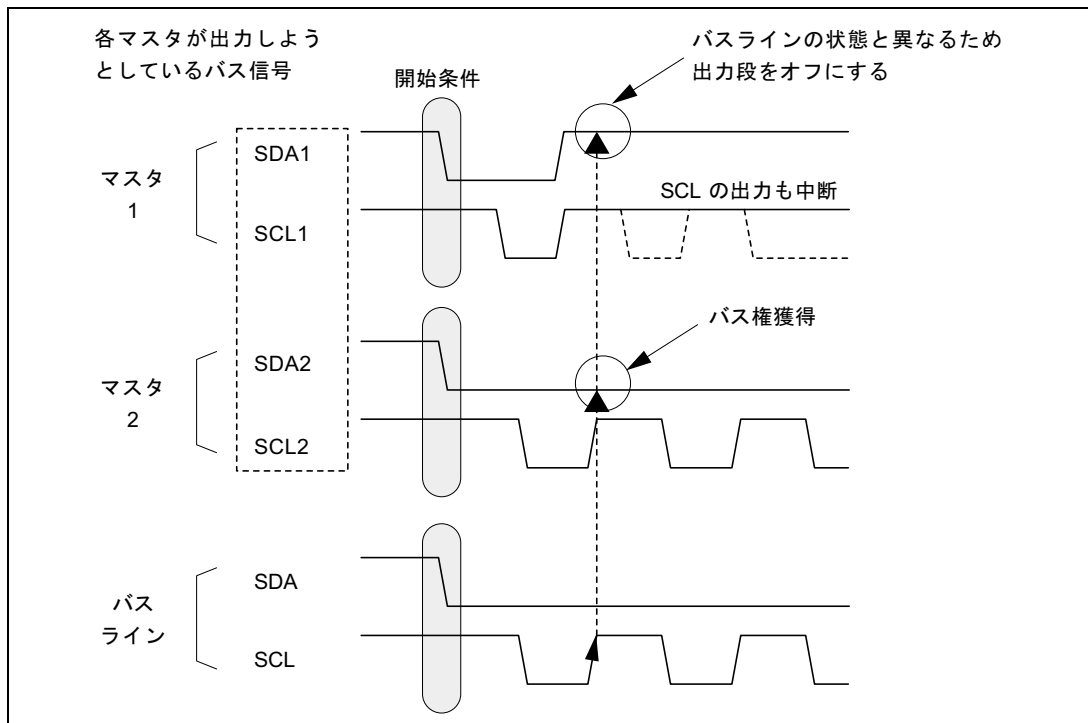 各マスタが出力しよう
としているバス信号
開始条件
バスラインの状態と異なるため
出力段をオフにする
マスタ
1
SDA1
SCL1
SCL の出力も中断
マスタ
2
SDA2
SCL2
バス権獲得
バス
ライン
SDA
SCL